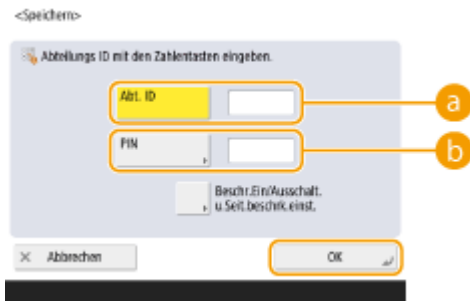 <Speichern>
Abteilungs ID mit den Zahlentasten eingeben.
Abt. ID
a
PIN
b
Beschr.Ein/Ausschalt.
u.Seit.beschrk.einst.
Abbrechen
OK